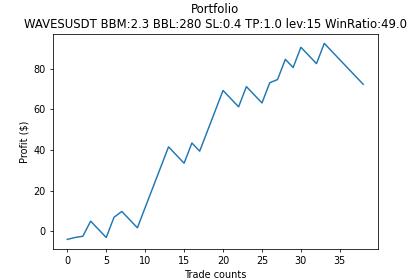 Portfolio
WAVESUSDT BBM:2.3 BBL:280 SL:0.4 TP:1.0 lev:15 WinRatio:49.0
80
60
40
20
0
Profit ($)
0 5 10 15 20 25 30 35
Trade counts